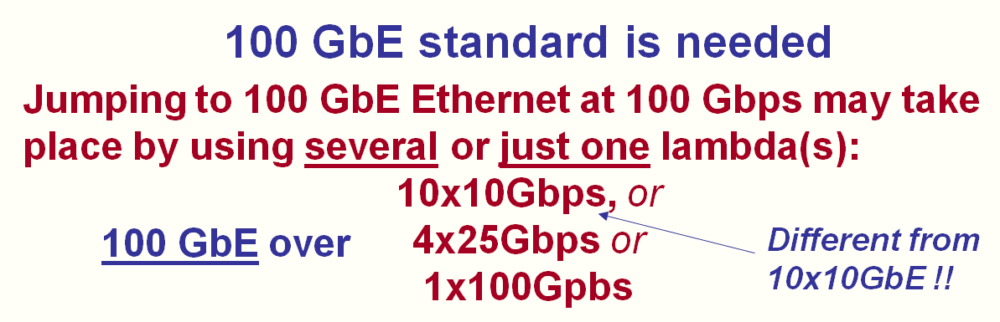 100 GbE standard is needed
Jumping to 100 GbE Ethernet at 100 Gbps may take
place by using several or just one lambda(s):
10x10Gbps, or
100 GbE over
4x25Gbps or
1x100Gpbs
Different from
10x10GbE !!